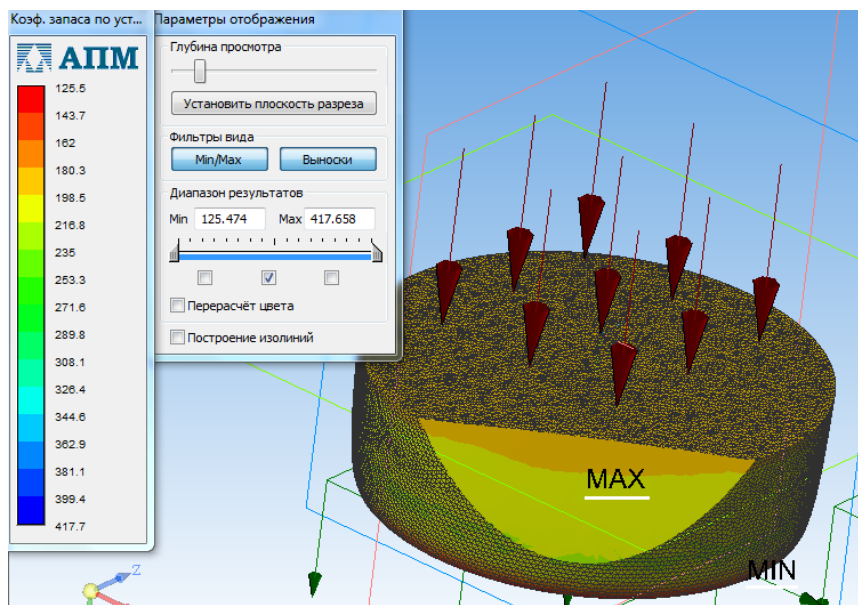 Коэф. запаса по уст...
АПМ
125.5
143.7
162
180.3
198.5
216.8
235
253.3
271.6
289.8
308.1
326.4
344.6
362.9
381.1
399.4
417.7
Параметры отображения
Глубина просмотра
Установить плоскость разреза
Фильтры вида
Min/Max Выноски
Диапазон результатов
Min 125.474 Max 417.658
Перерасчёт цвета
Построение изолиний
MAX
MIN
Z